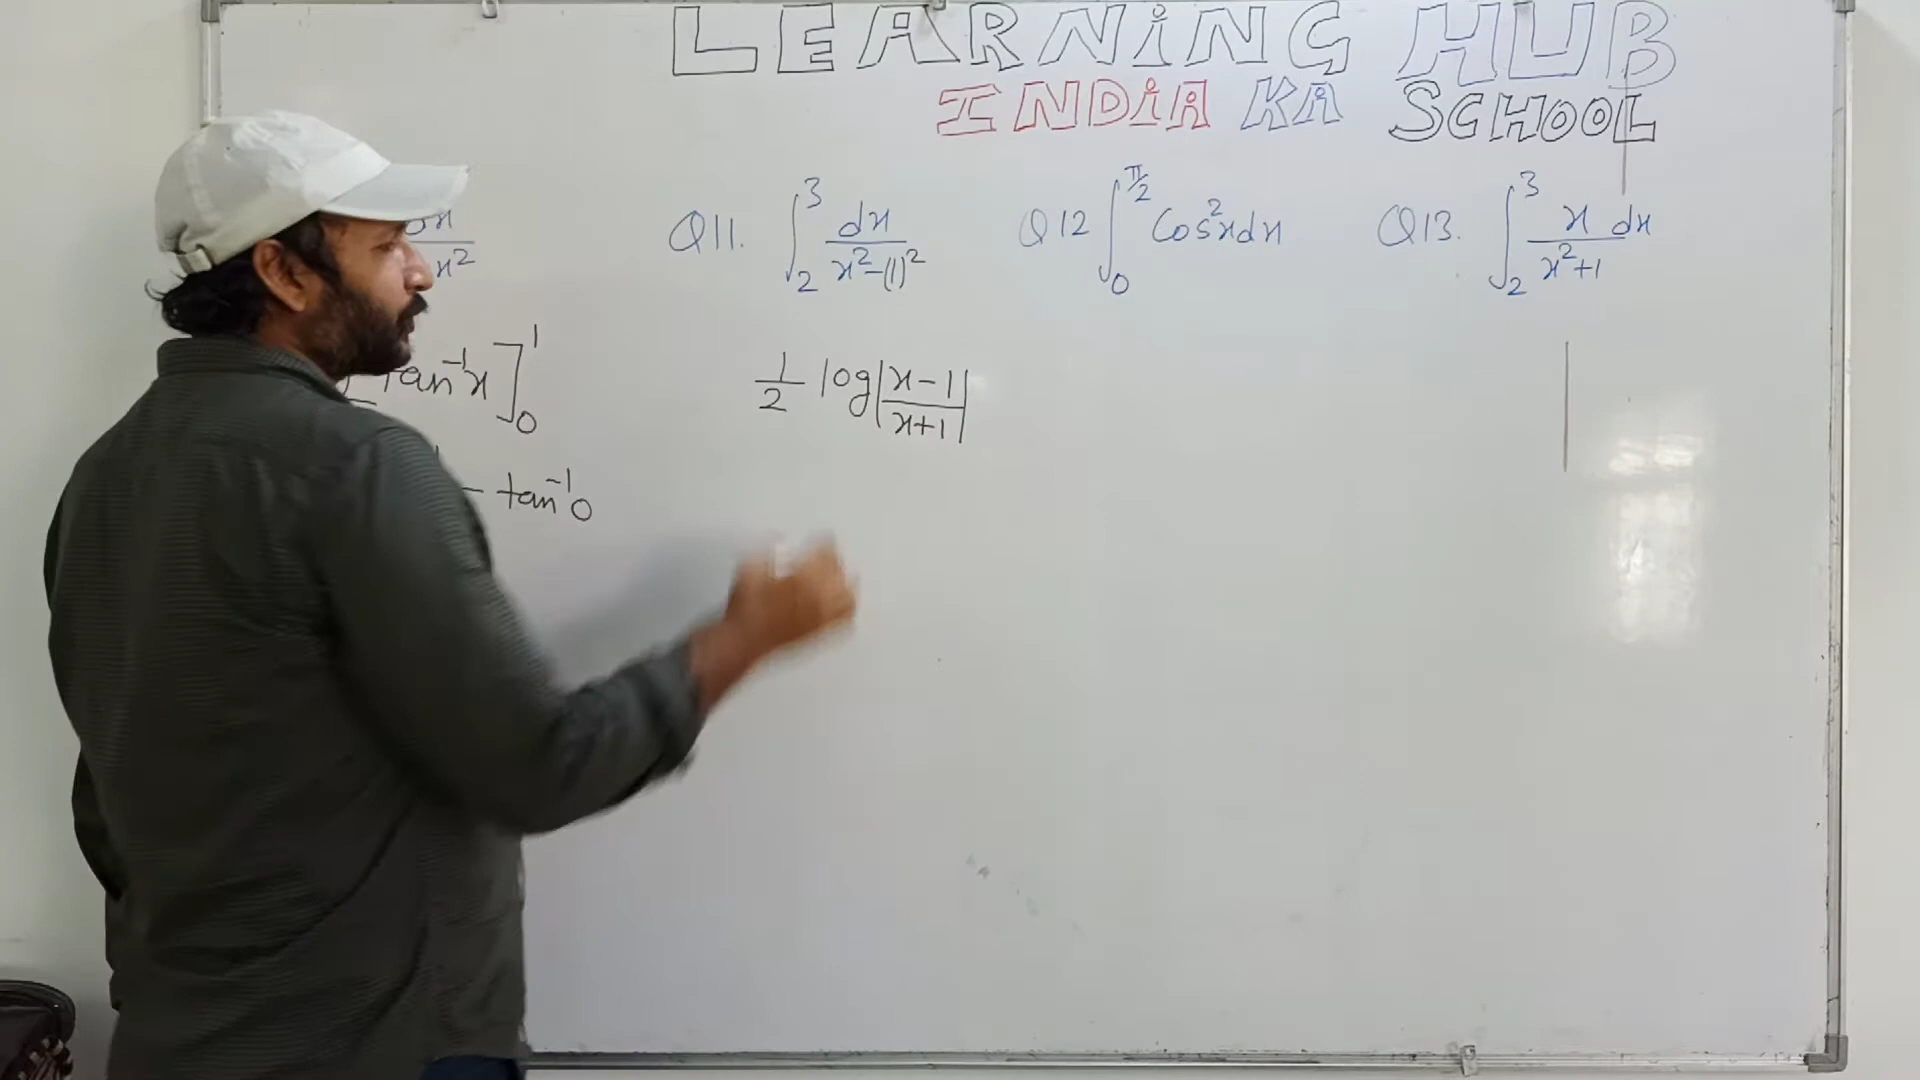 LEARNING HUB
INDIA KA SCHOOL
x²
Q11. ∫₂³ dx/(x²-(1)²)
Q12 ∫₀^(π/2) Cos²x dx
Q13. ∫₂³ x dx/(x²+1)
tan⁻¹x]₀¹
1/2 log|(x-1)/(x+1)|
- tan⁻¹0